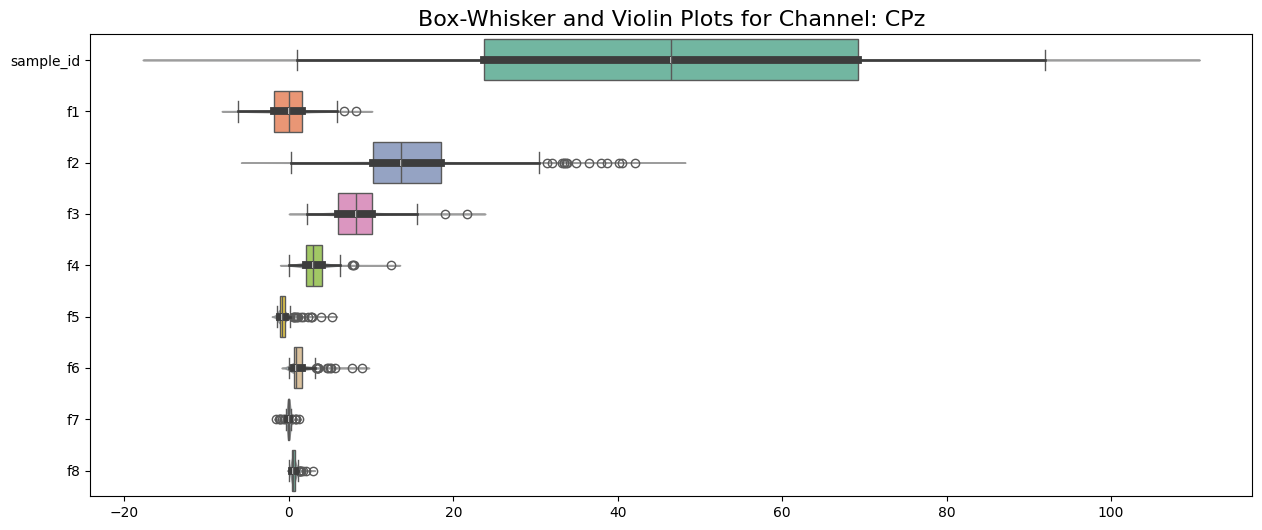 Box-Whisker and Violin Plots for Channel: CPz
sample_id
f1
f2
f3
f4
f5
f6
f7
f8
−20 0 20 40 60 80 100